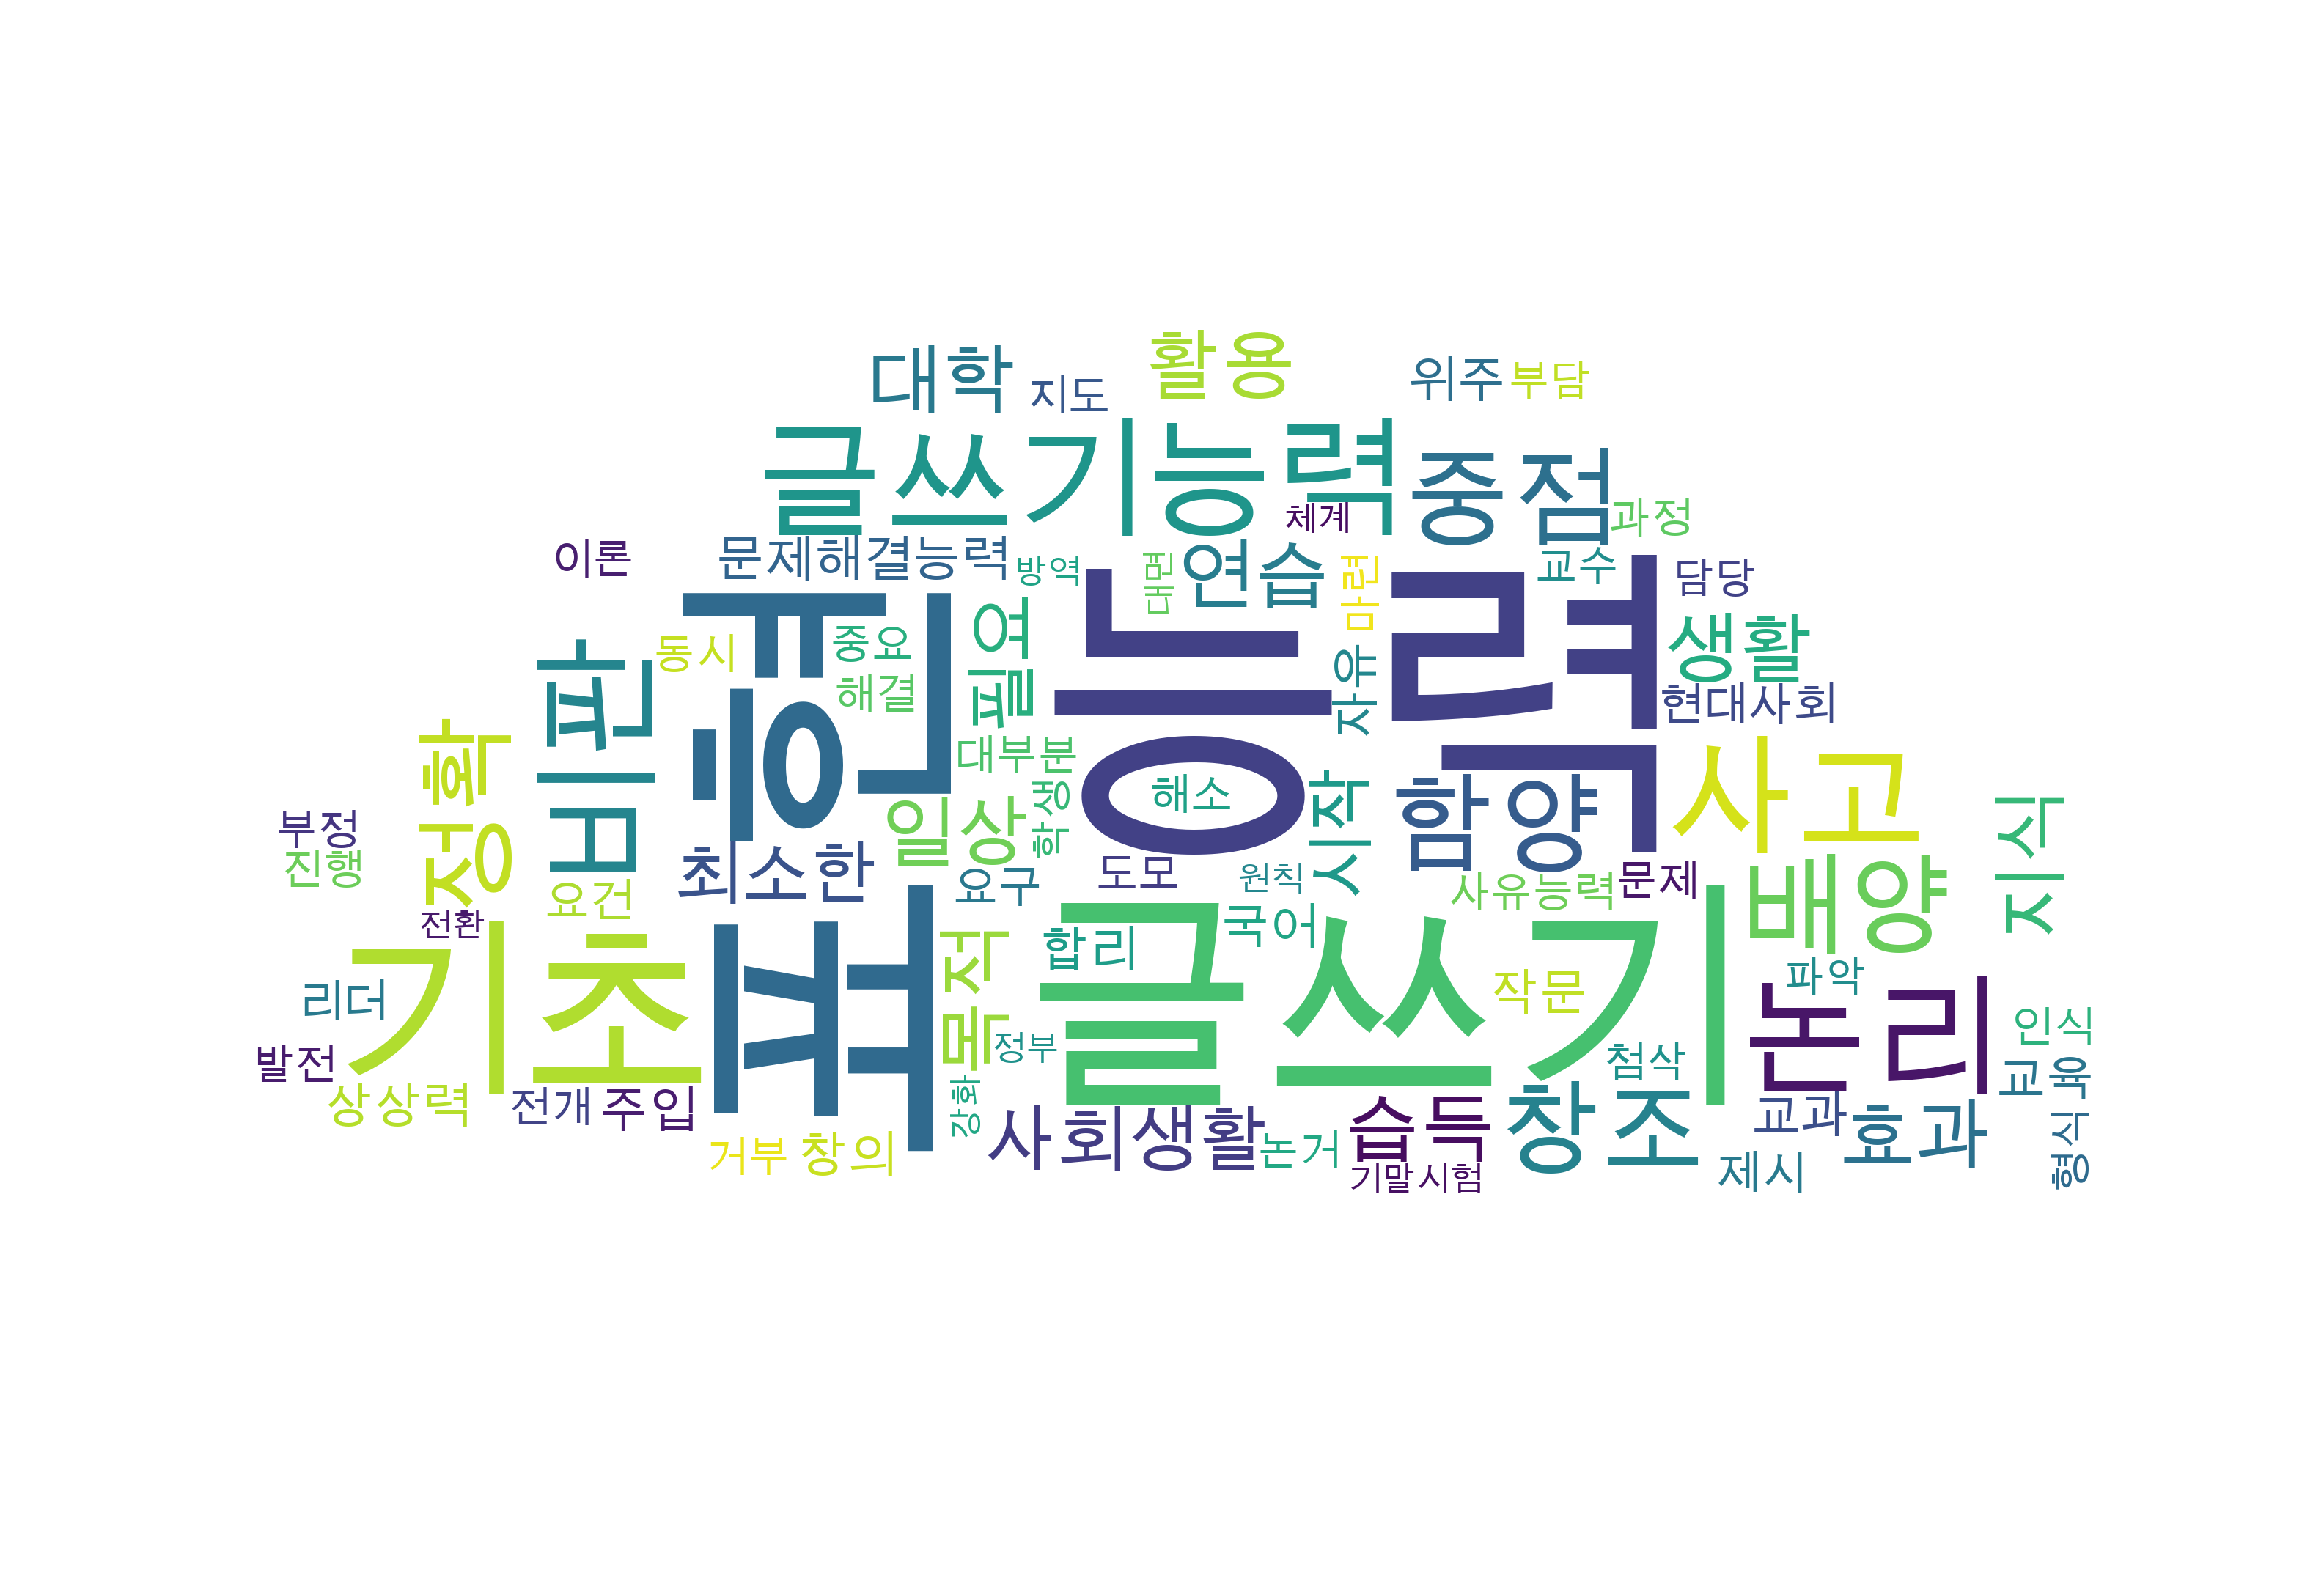 대학
지도
활용
위주
부담
글쓰기능력
체계
중점
과정
이론
문제해결능력
방역
대면
연습
마련
교수
담당
동시
중요
해결
필여
능력
자유
생활
현대사회
비판
표현
대부분
해소
정확
일상
학생
시작
함양
사고
지식
부정
진행
최소한
요구
도모
원칙
사유능력
문제
배양
요건
전환
기초
목적
합리
국어
글쓰기
작문
파악
논리
리더
정부
첨삭
인식
발전
교육
상상력
전개
주입
강화
사회생활
논거
습득
창조
교과
효과
형식
거부
창의
기말시험
제시